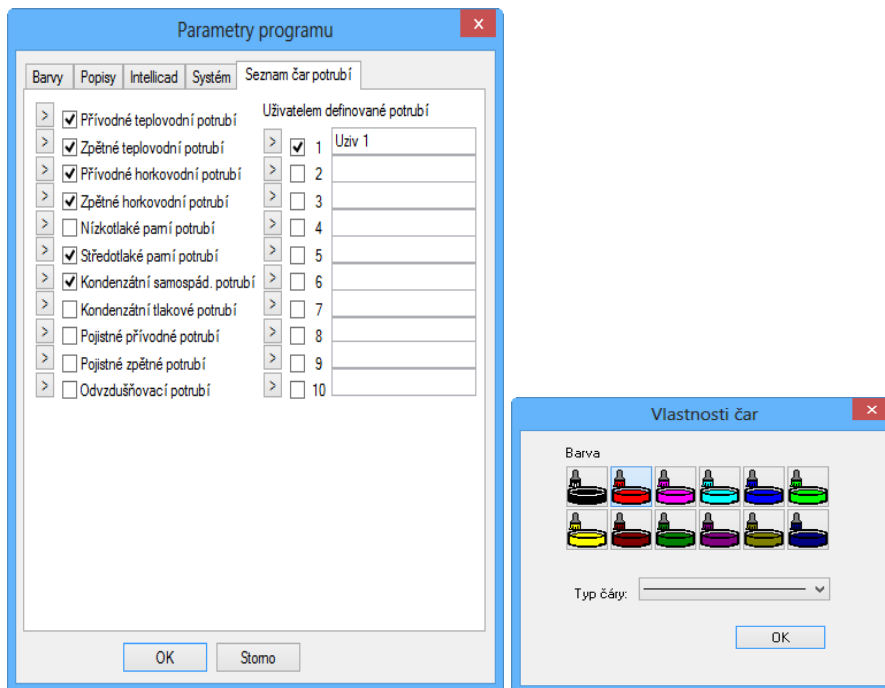 Parametry programu
x
Barvy Popisy Intellicad Systém Seznam čar potrubí
Uživatelem definované potrubí
> Přívodné teplovodní potrubí
> Zpětné teplovodní potrubí
> Přívodné horkovodní potrubí
> Zpětné horkovodní potrubí
> Nízkotlaké parní potrubí
> Středotlaké parní potrubí
> Kondenzátní samospád. potrubí
> Kondenzátní tlakové potrubí
> Pojistné přívodné potrubí
> Pojistné zpětné potrubí
> Odvzdušňovací potrubí
> 1 Uziv 1
> 2
> 3
> 4
> 5
> 6
> 7
> 8
> 9
> 10
OK Storno
Vlastnosti čar
x
Barva
Typ čáry:
OK